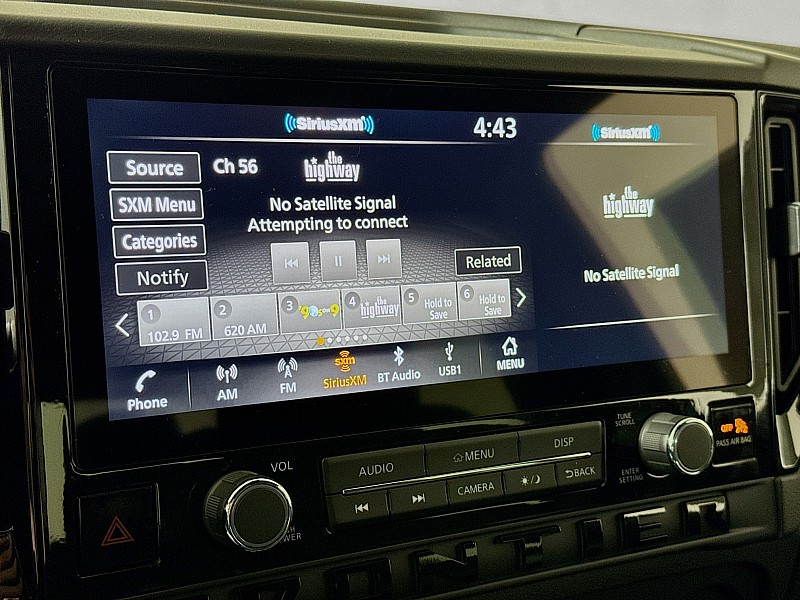 SiriusXM 4:43 SiriusXM
Source Ch 56 the highway
SXM Menu No Satellite Signal the highway
Attempting to connect
Categories
Notify Related No Satellite Signal
1 2 3 4 5 6
102.9 FM 620 AM '90s on 9 the highway Hold to Save Hold to Save
Phone AM FM sxm SiriusXM BT Audio USB1 MENU
VOL AUDIO MENU DISP TUNE SCROLL OFF
PASS AIR BAG
CAMERA BACK ENTER SETTING